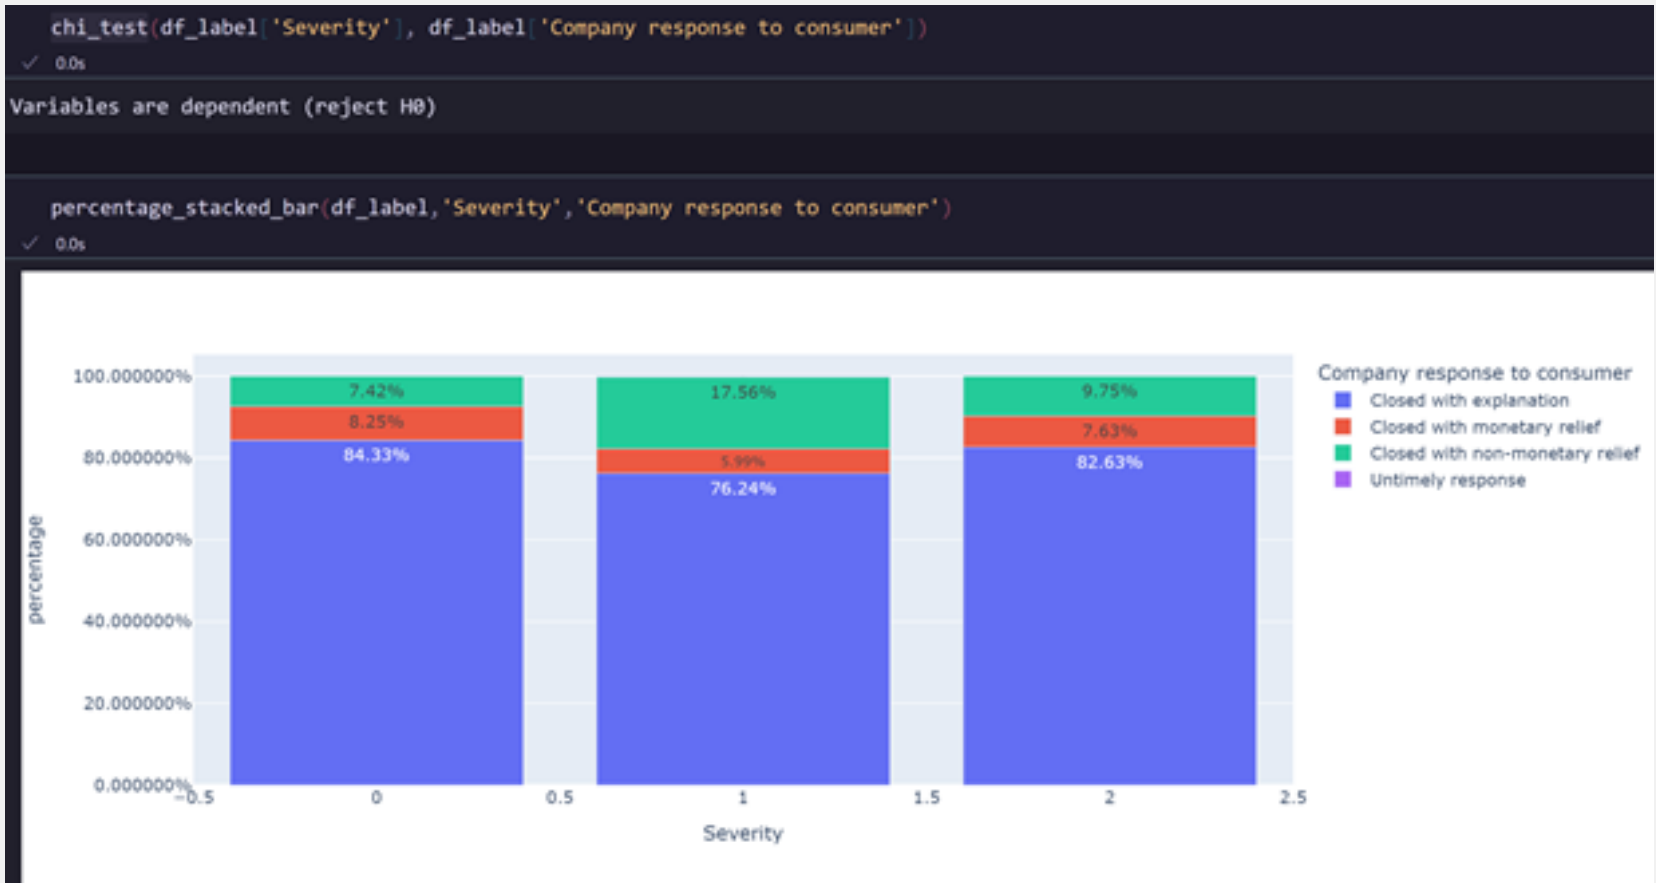 chi_test(df_label['Severity'], df_label['Company response to consumer'])
0.0s
Variables are dependent (reject H0)
percentage_stacked_bar(df_label,'Severity','Company response to consumer')
0.0s
Company response to consumer
Closed with explanation
Closed with monetary relief
Closed with non-monetary relief
Untimely response
100.000000%
80.000000%
60.000000%
40.000000%
20.000000%
0.000000%
percentage
7.42%
8.25%
84.33%
17.56%
5.99%
76.24%
9.75%
7.63%
82.63%
−0.5 0 0.5 1 1.5 2 2.5
Severity